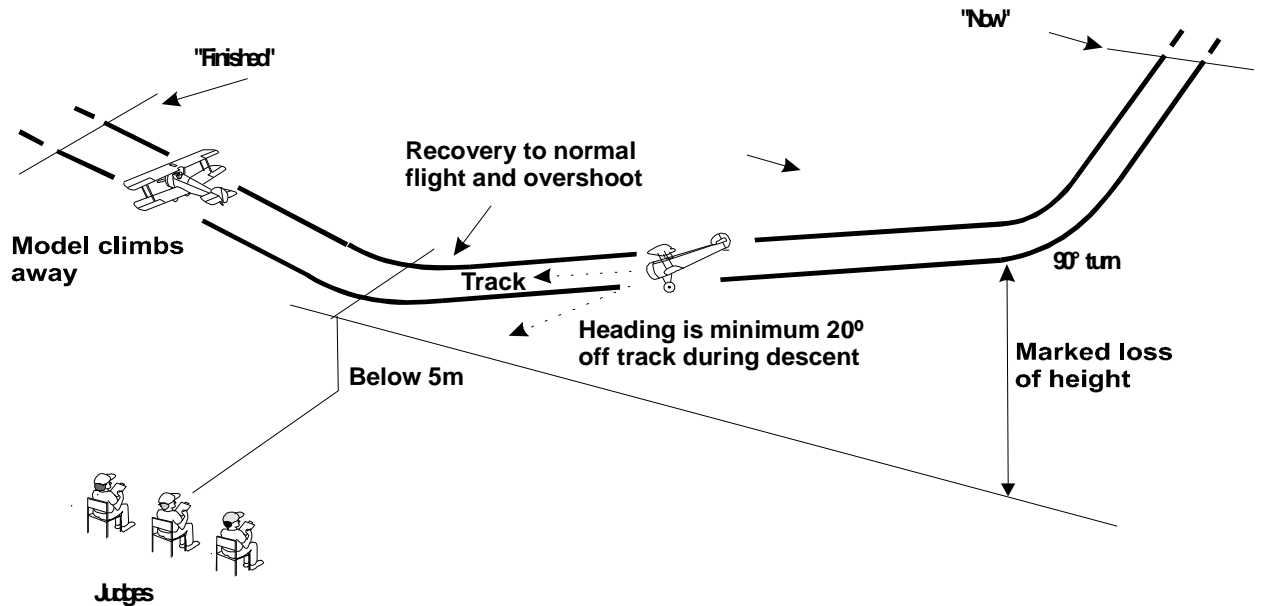 "Now"
"Finished"
Recovery to normal
flight and overshoot
Model climbs
away
90° turn
Track
Heading is minimum 20º
off track during descent
Marked loss
of height
Below 5m
Judges